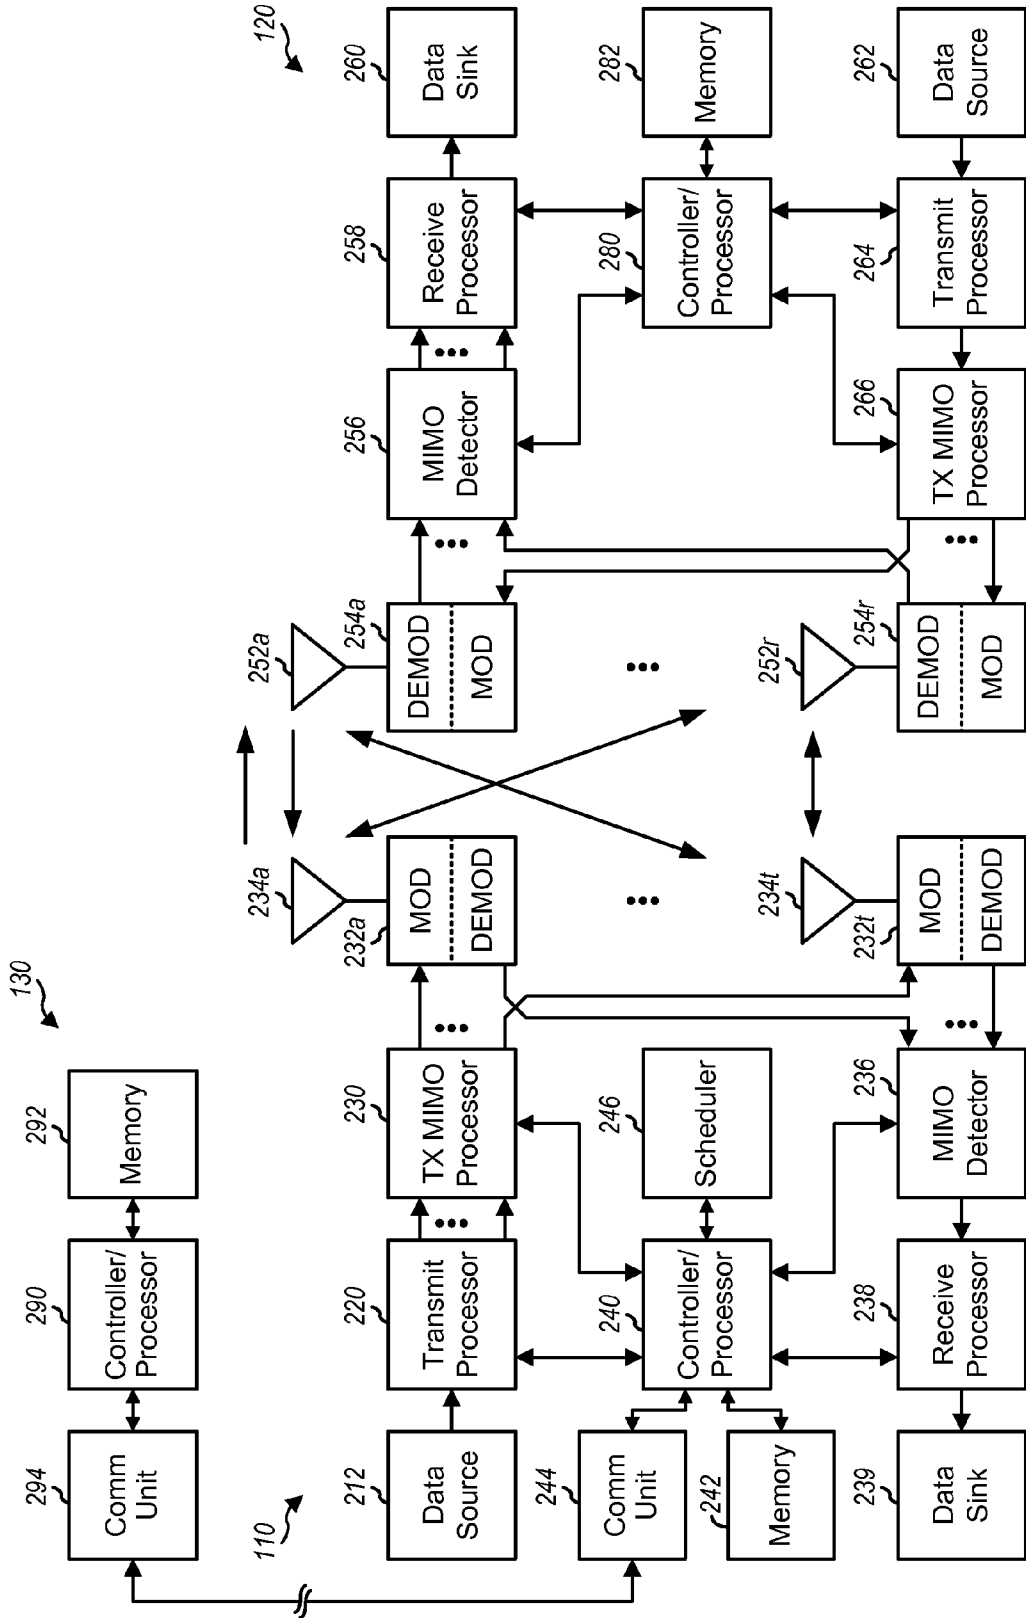 130
294
Comm
Unit
290
Controller/
Processor
292
Memory
110
120
212
Data
Source
220
Transmit
Processor
230
TX MIMO
Processor
232a
MOD
DEMOD
234a
252a
254a
DEMOD
MOD
256
MIMO
Detector
258
Receive
Processor
260
Data
Sink
244
Comm
Unit
242
Memory
240
Controller/
Processor
246
Scheduler
280
Controller/
Processor
282
Memory
239
Data
Sink
238
Receive
Processor
236
MIMO
Detector
232t
MOD
DEMOD
234t
252r
254r
DEMOD
MOD
266
TX MIMO
Processor
264
Transmit
Processor
262
Data
Source